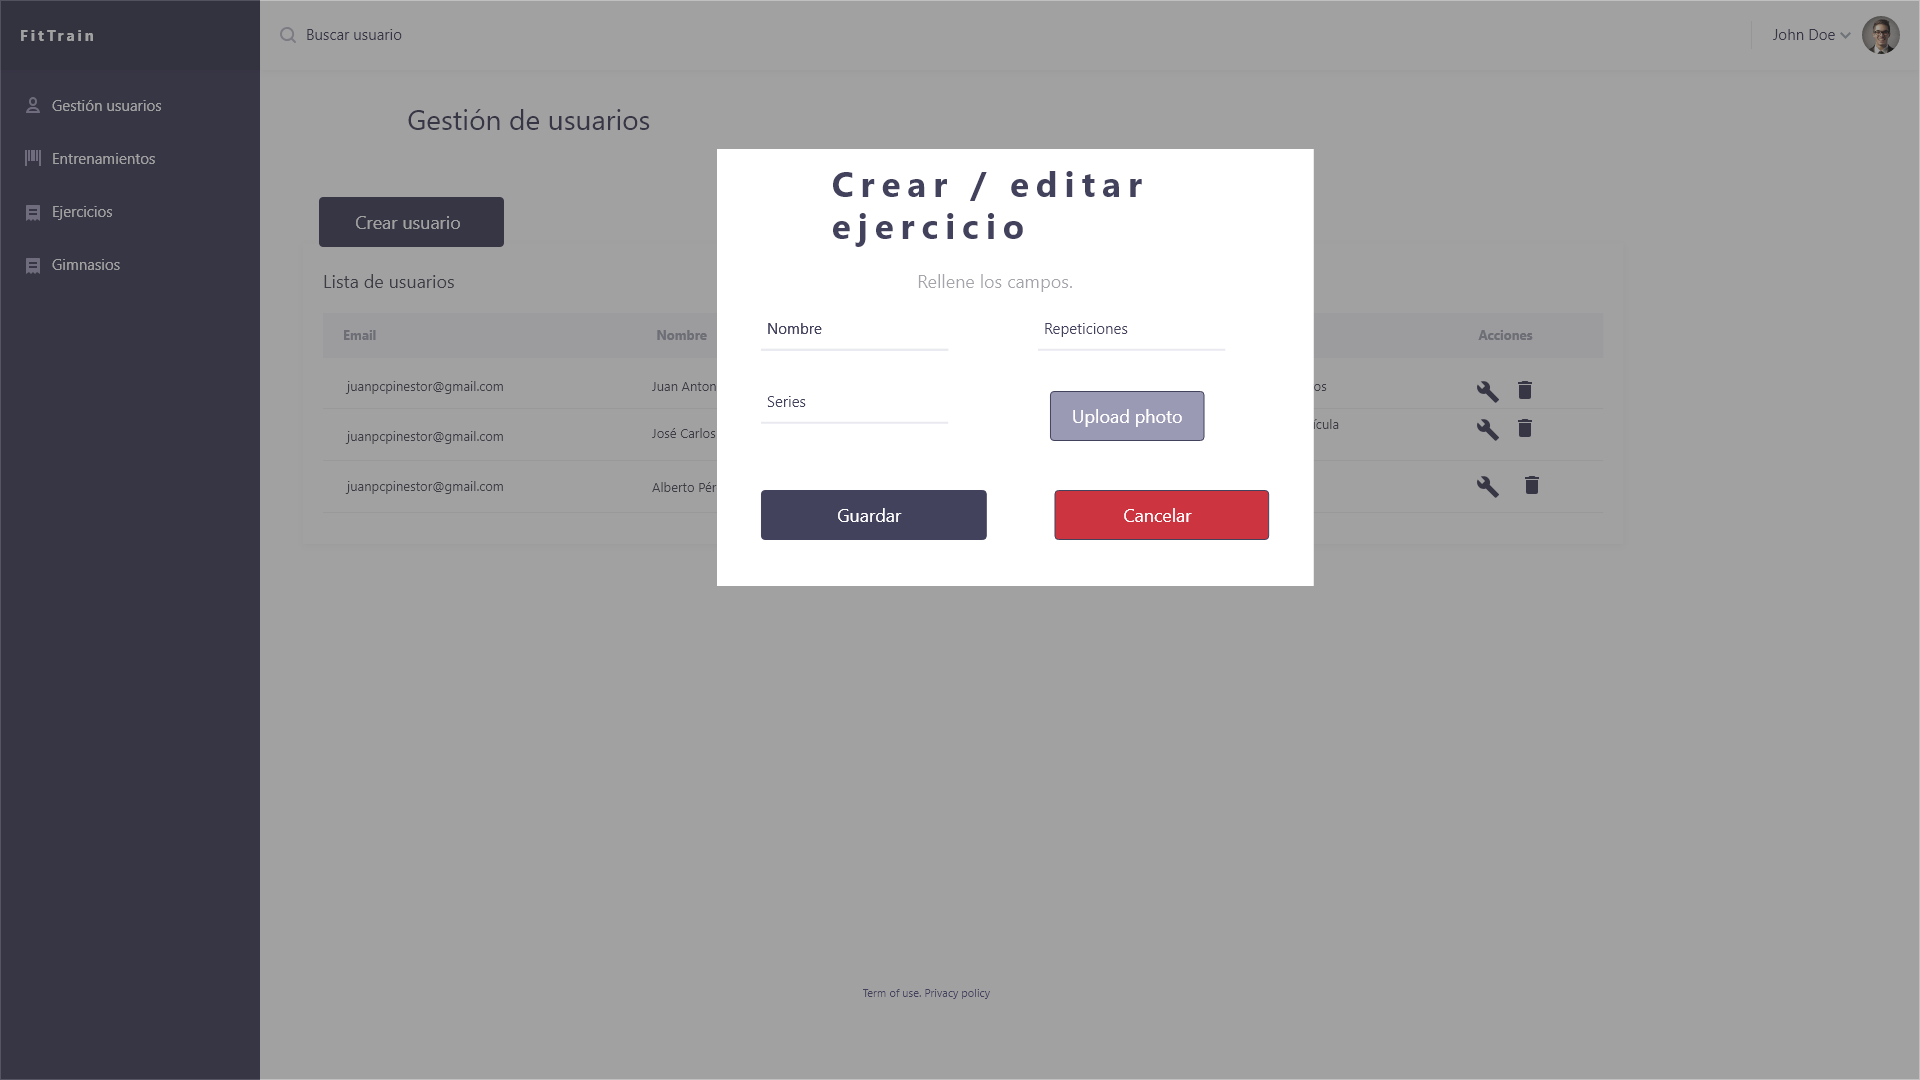 FitTrain
Buscar usuario
John Doe
Gestión usuarios
Entrenamientos
Ejercicios
Gimnasios
Gestión de usuarios
Crear usuario
Lista de usuarios
Email Nombre Acciones
juanpcpinestor@gmail.com Juan Anton os
juanpcpinestor@gmail.com José Carlos ícula
juanpcpinestor@gmail.com Alberto Pér
Crear / editar
ejercicio
Rellene los campos.
Nombre Repeticiones
Series Upload photo
Guardar Cancelar
Term of use. Privacy policy